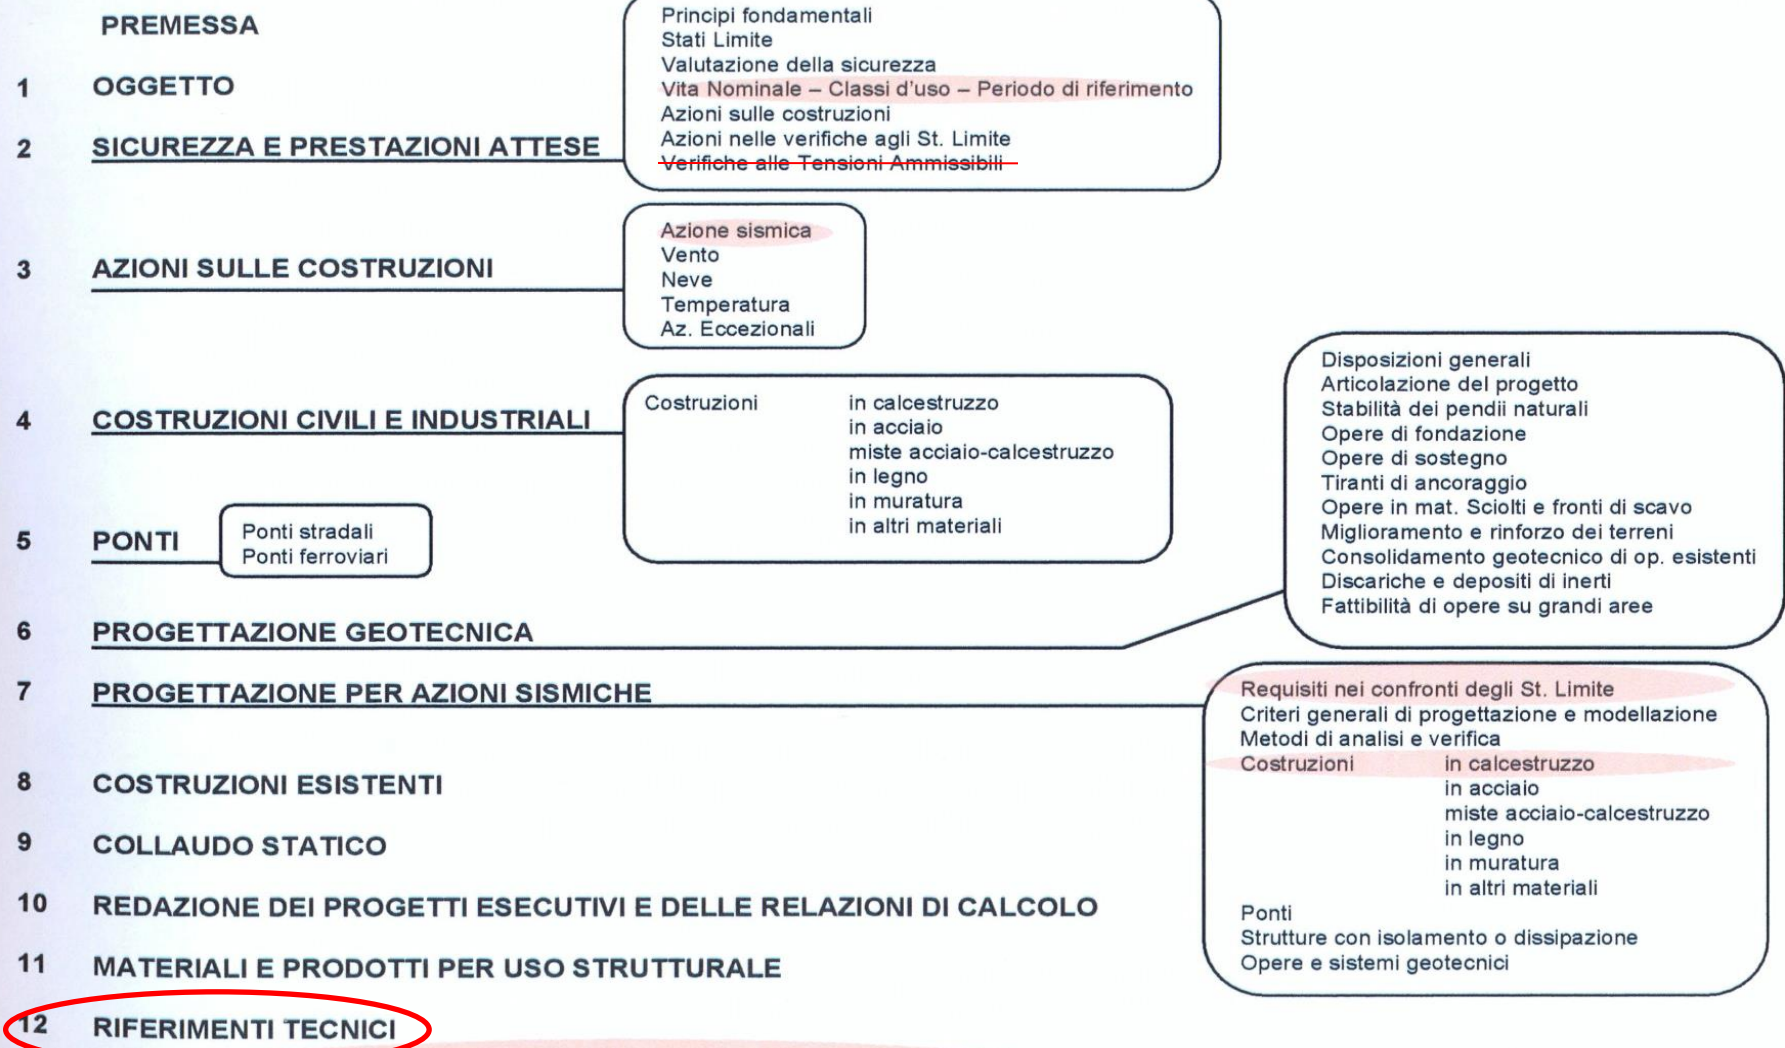 PREMESSA
1 OGGETTO
2 SICUREZZA E PRESTAZIONI ATTESE
Principi fondamentali
Stati Limite
Valutazione della sicurezza
Vita Nominale – Classi d'uso – Periodo di riferimento
Azioni sulle costruzioni
Azioni nelle verifiche agli St. Limite
Verifiche alle Tensioni Ammissibili
3 AZIONI SULLE COSTRUZIONI
Azione sismica
Vento
Neve
Temperatura
Az. Eccezionali
4 COSTRUZIONI CIVILI E INDUSTRIALI
Costruzioni in calcestruzzo
in acciaio
miste acciaio-calcestruzzo
in legno
in muratura
in altri materiali
5 PONTI
Ponti stradali
Ponti ferroviari
6 PROGETTAZIONE GEOTECNICA
Disposizioni generali
Articolazione del progetto
Stabilità dei pendii naturali
Opere di fondazione
Opere di sostegno
Tiranti di ancoraggio
Opere in mat. Sciolti e fronti di scavo
Miglioramento e rinforzo dei terreni
Consolidamento geotecnico di op. esistenti
Discariche e depositi di inerti
Fattibilità di opere su grandi aree
7 PROGETTAZIONE PER AZIONI SISMICHE
Requisiti nei confronti degli St. Limite
Criteri generali di progettazione e modellazione
Metodi di analisi e verifica
Costruzioni in calcestruzzo
in acciaio
miste acciaio-calcestruzzo
in legno
in muratura
in altri materiali
Ponti
Strutture con isolamento o dissipazione
Opere e sistemi geotecnici
8 COSTRUZIONI ESISTENTI
9 COLLAUDO STATICO
10 REDAZIONE DEI PROGETTI ESECUTIVI E DELLE RELAZIONI DI CALCOLO
11 MATERIALI E PRODOTTI PER USO STRUTTURALE
12 RIFERIMENTI TECNICI